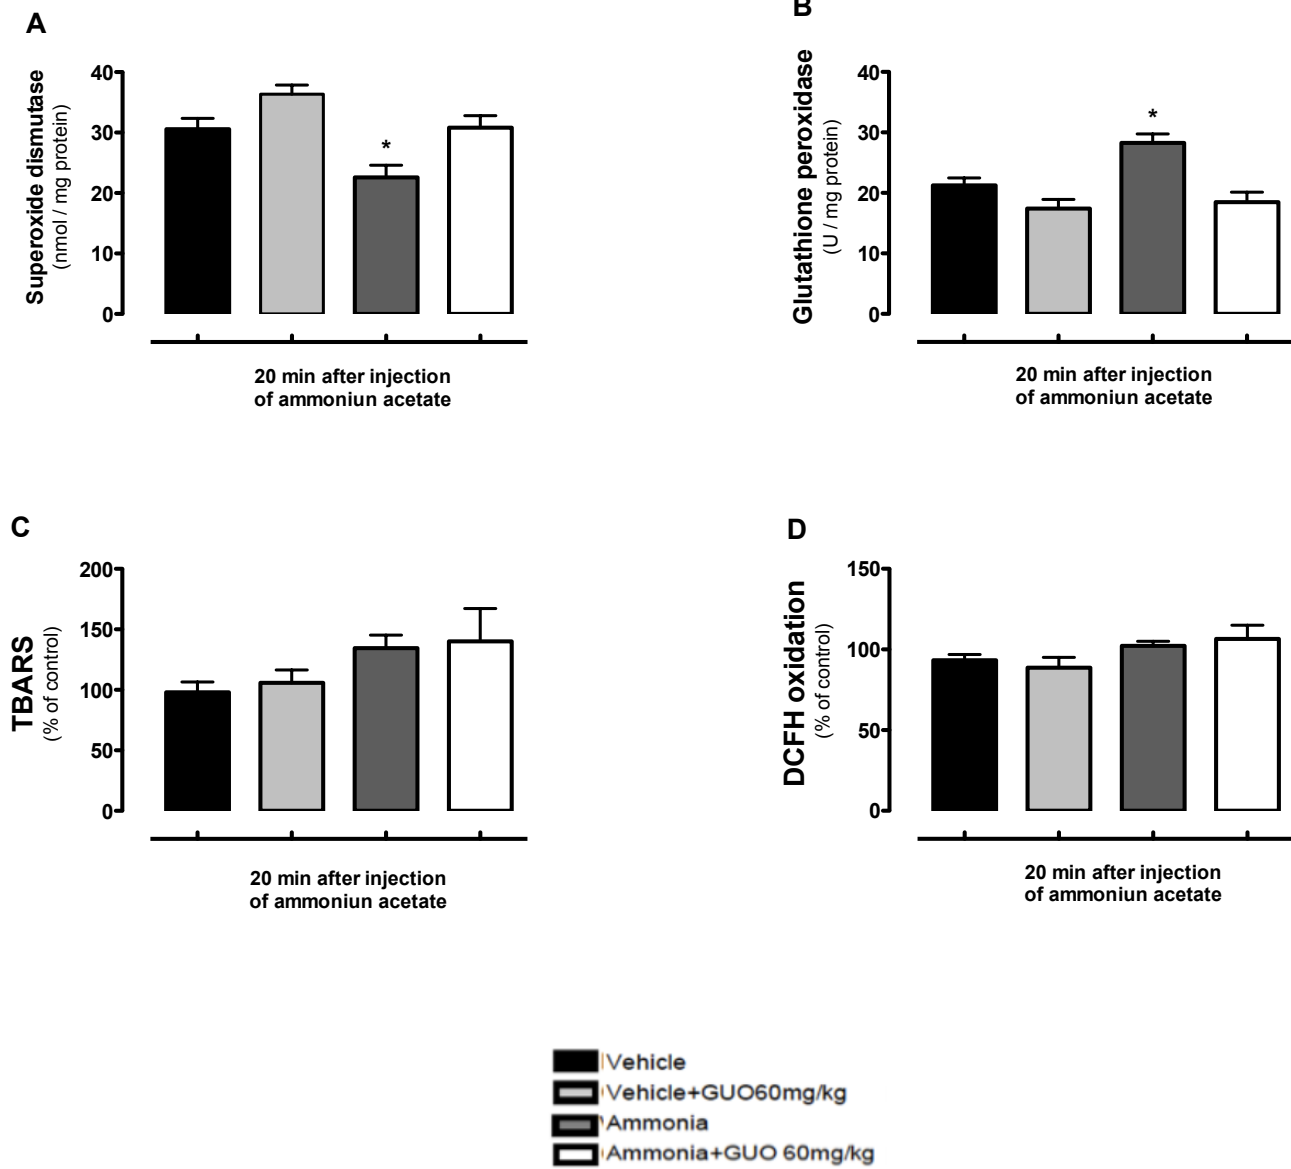 A
Superoxide dismutase
(nmol / mg protein)
40
30
20
10
0
*
20 min after injection
of ammoniun acetate
B
Glutathione peroxidase
(U / mg protein)
40
30
20
10
0
*
20 min after injection
of ammoniun acetate
C
TBARS
(% of control)
200
150
100
50
0
20 min after injection
of ammoniun acetate
D
DCFH oxidation
(% of control)
150
100
50
0
20 min after injection
of ammoniun acetate
Vehicle
Vehicle+GUO60mg/kg
Ammonia
Ammonia+GUO 60mg/kg